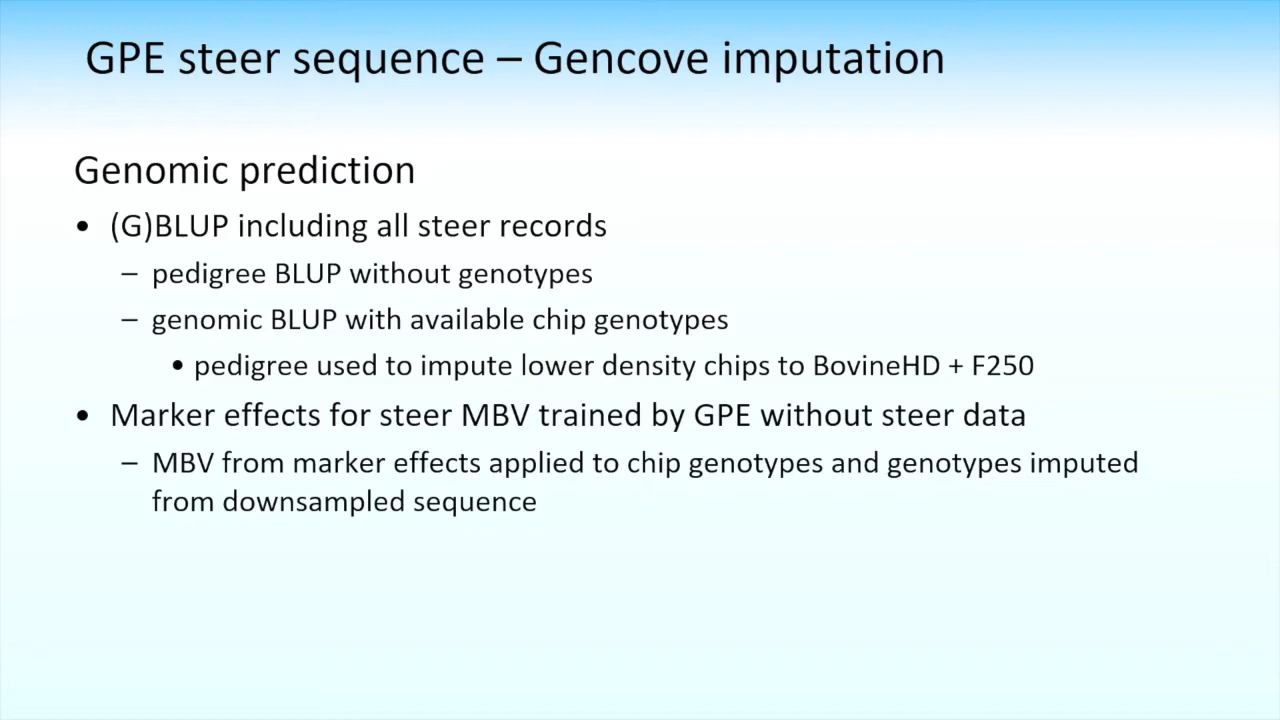 GPE steer sequence – Gencove imputation
Genomic prediction
• (G)BLUP including all steer records
– pedigree BLUP without genotypes
– genomic BLUP with available chip genotypes
• pedigree used to impute lower density chips to BovineHD + F250
• Marker effects for steer MBV trained by GPE without steer data
– MBV from marker effects applied to chip genotypes and genotypes imputed
from downsampled sequence